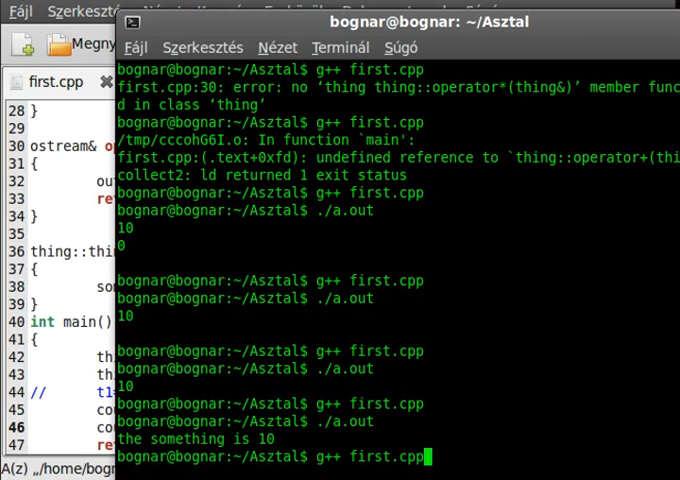 Fájl Szerkesztés
bognar@bognar: ~/Asztal
Fájl Szerkesztés Nézet Terminál Súgó
Megny
first.cpp
28 }
29
30 ostream& o
31 {
32 ou
33 re
34 }
35
36 thing::thi
37 {
38 so
39 }
40 int main()
41 {
42 th
43 th
44 // t1
45 co
46 co
47 re
A(z) „/home/bogn
bognar@bognar:~/Asztal$ g++ first.cpp
first.cpp:30: error: no ‘thing thing::operator*(thing&)’ member func
d in class ‘thing’
bognar@bognar:~/Asztal$ g++ first.cpp
/tmp/cccohG6I.o: In function `main':
first.cpp:(.text+0xfd): undefined reference to `thing::operator+(thi
collect2: ld returned 1 exit status
bognar@bognar:~/Asztal$ g++ first.cpp
bognar@bognar:~/Asztal$ ./a.out
10
0
bognar@bognar:~/Asztal$ g++ first.cpp
bognar@bognar:~/Asztal$ ./a.out
10
bognar@bognar:~/Asztal$ g++ first.cpp
bognar@bognar:~/Asztal$ ./a.out
10
bognar@bognar:~/Asztal$ g++ first.cpp
bognar@bognar:~/Asztal$ ./a.out
the something is 10
bognar@bognar:~/Asztal$ g++ first.cpp